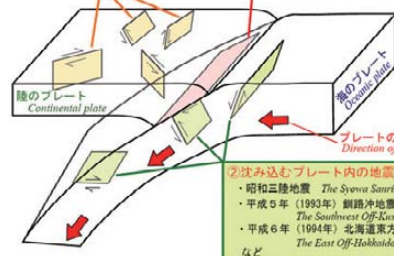 陸のプレート
Continental plate
海のプレート
Oceanic plate
プレートの
Direction of
②沈み込むプレート内の地震
・昭和三陸地震 The Syowa Sanri
・平成5年（1993年）釧路沖地震
The Southwest Off-Kus
・平成6年（1994年）北海道東方
The East Off-Hokkaido
など